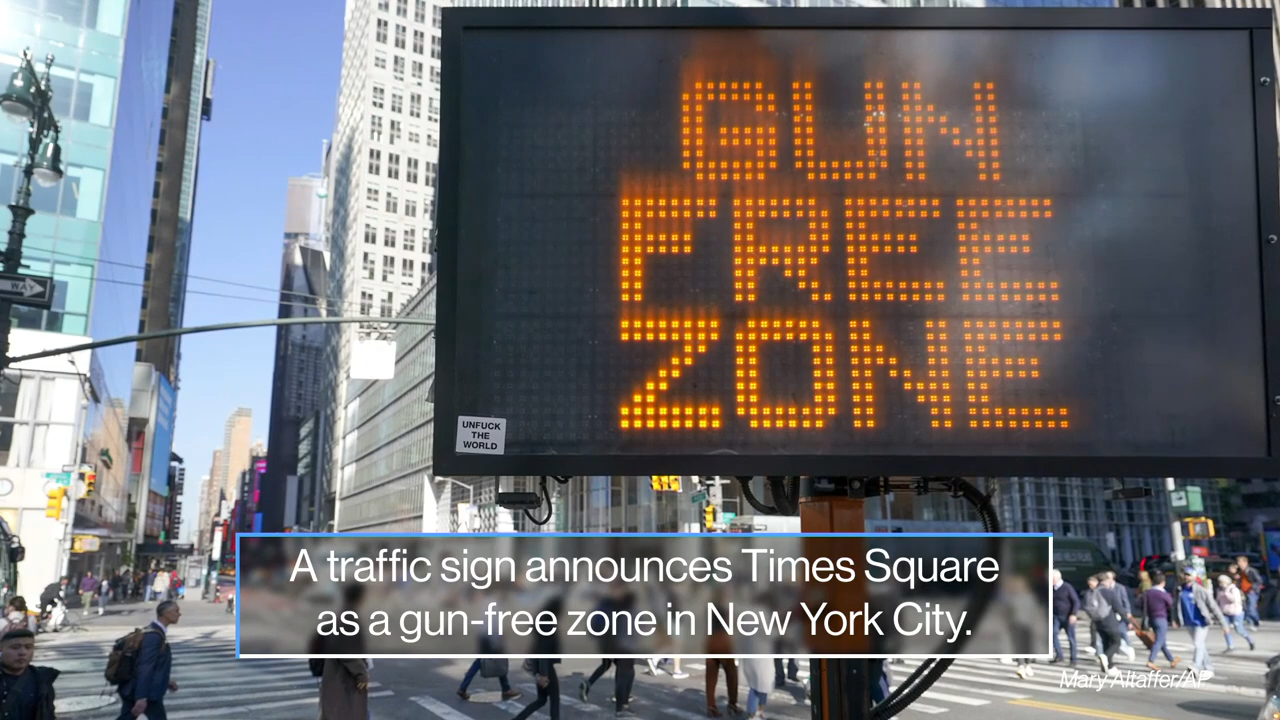 GUN
FREE
ZONE
UNFUCK
THE
WORLD
WAY
A traffic sign announces Times Square
as a gun-free zone in New York City.
Mary Altaffer/AP